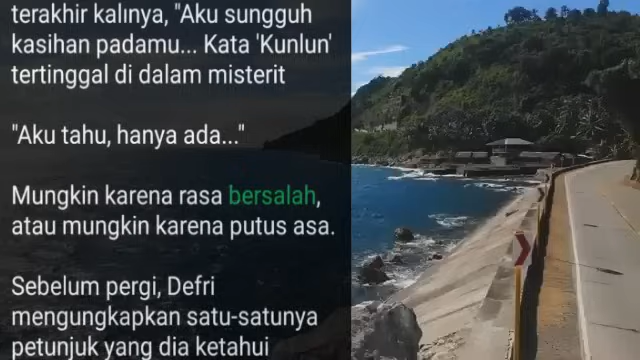 terakhir kalinya, "Aku sungguh
kasihan padamu... Kata 'Kunlun'
tertinggal di dalam misterit
"Aku tahu, hanya ada..."
Mungkin karena rasa bersalah,
atau mungkin karena putus asa.
Sebelum pergi, Defri
mengungkapkan satu-satunya
petunjuk yang dia ketahui